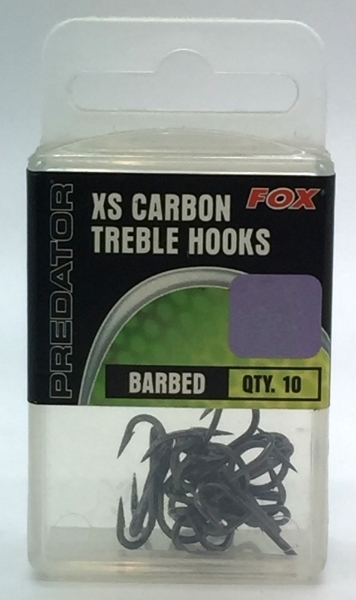 PREDATOR
XS CARBON
TREBLE HOOKS
FOX
BARBED
QTY. 10